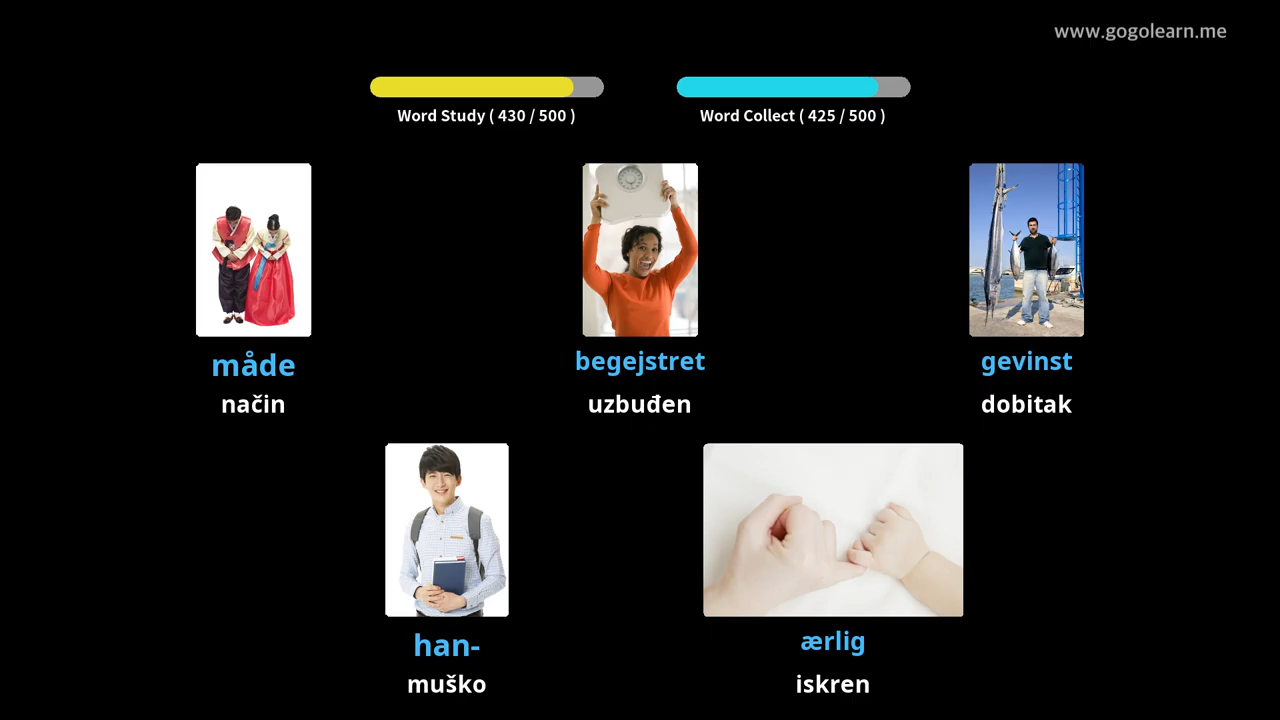 www.gogolearn.me
Word Study ( 430 / 500 )
Word Collect ( 425 / 500 )
måde
begejstret
gevinst
način
uzbuđen
dobitak
han-
ærlig
muško
iskren